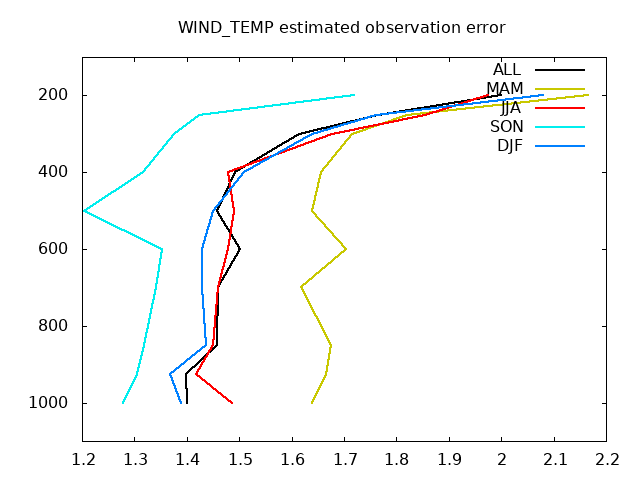 WIND_TEMP estimated observation error
ALL
MAM
JJA
SON
DJF
200
400
600
800
1000
1.2 1.3 1.4 1.5 1.6 1.7 1.8 1.9 2 2.1 2.2